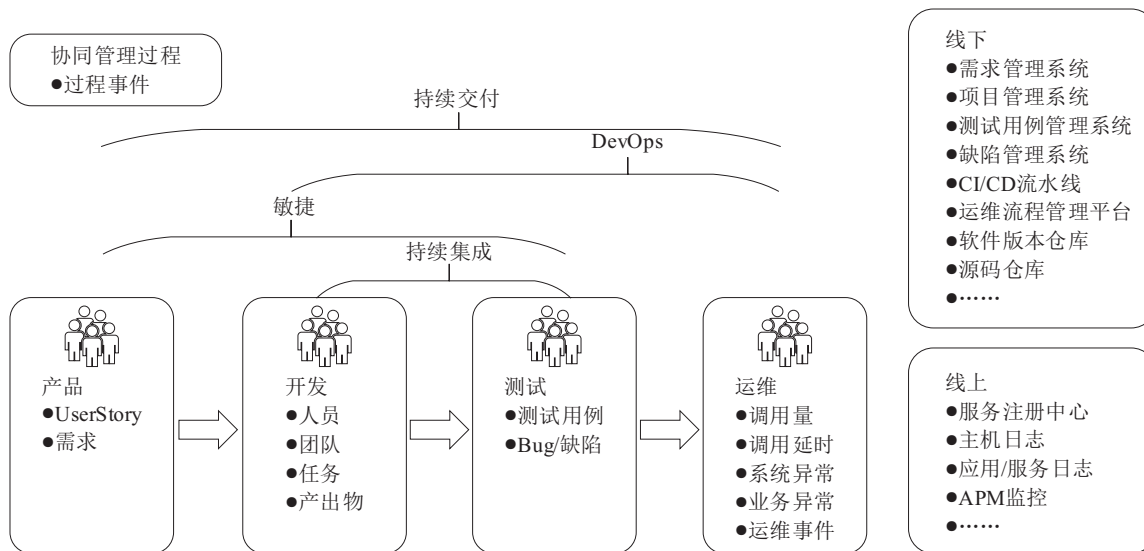 协同管理过程
●过程事件
持续交付
DevOps
敏捷
持续集成
产品
●UserStory
●需求
开发
●人员
●团队
●任务
●产出物
测试
●测试用例
●Bug/缺陷
运维
●调用量
●调用延时
●系统异常
●业务异常
●运维事件
线下
●需求管理系统
●项目管理系统
●测试用例管理系统
●缺陷管理系统
●CI/CD流水线
●运维流程管理平台
●软件版本仓库
●源码仓库
●……
线上
●服务注册中心
●主机日志
●应用/服务日志
●APM监控
●……